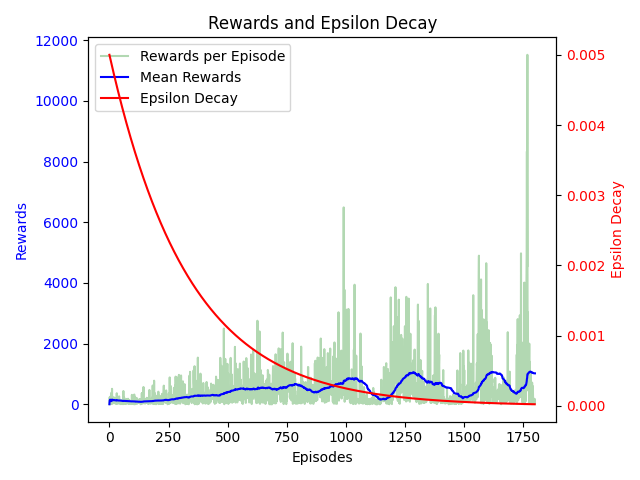 Rewards and Epsilon Decay
Rewards per Episode
Mean Rewards
Epsilon Decay
12000
10000
8000
6000
4000
2000
0
Rewards
0.005
0.004
0.003
0.002
0.001
0.000
Epsilon Decay
0 250 500 750 1000 1250 1500 1750
Episodes